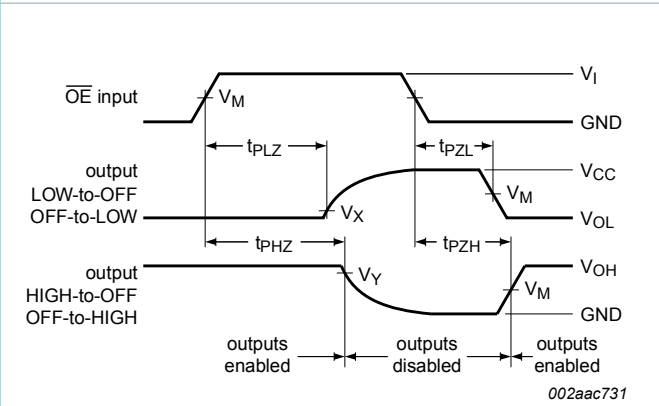 V_I
OE input
V_M
GND
t_PLZ
t_PZL
output
LOW-to-OFF
OFF-to-LOW
V_CC
V_M
V_X
V_OL
t_PHZ
t_PZH
output
HIGH-to-OFF
OFF-to-HIGH
V_Y
V_OH
V_M
GND
outputs enabled
outputs disabled
outputs enabled
002aac731